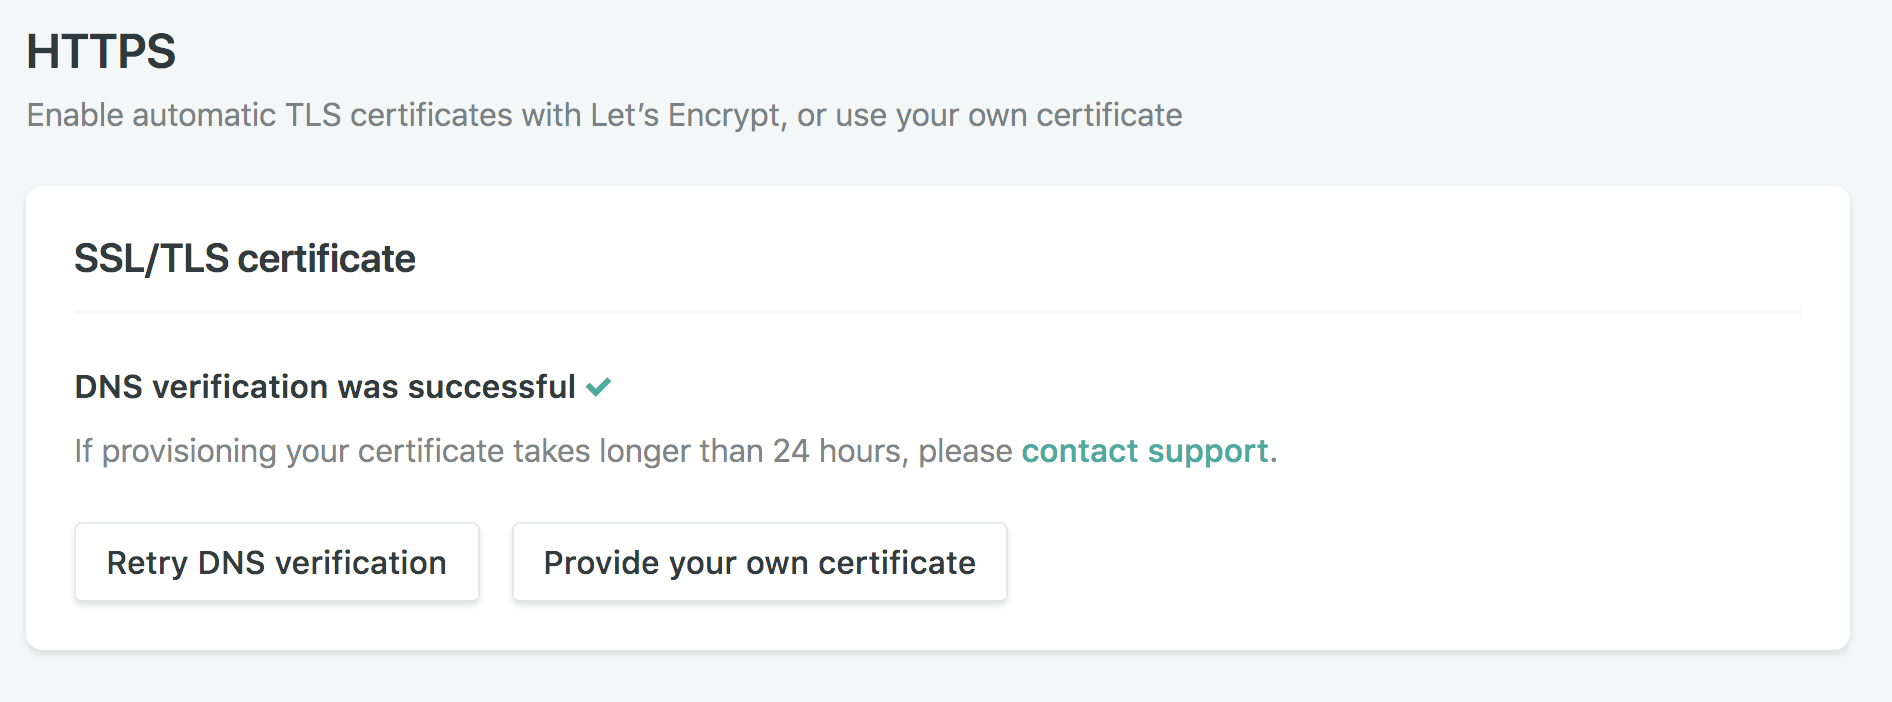 HTTPS
Enable automatic TLS certificates with Let’s Encrypt, or use your own certificate
SSL/TLS certificate
DNS verification was successful ✓
If provisioning your certificate takes longer than 24 hours, please contact support.
Retry DNS verification
Provide your own certificate